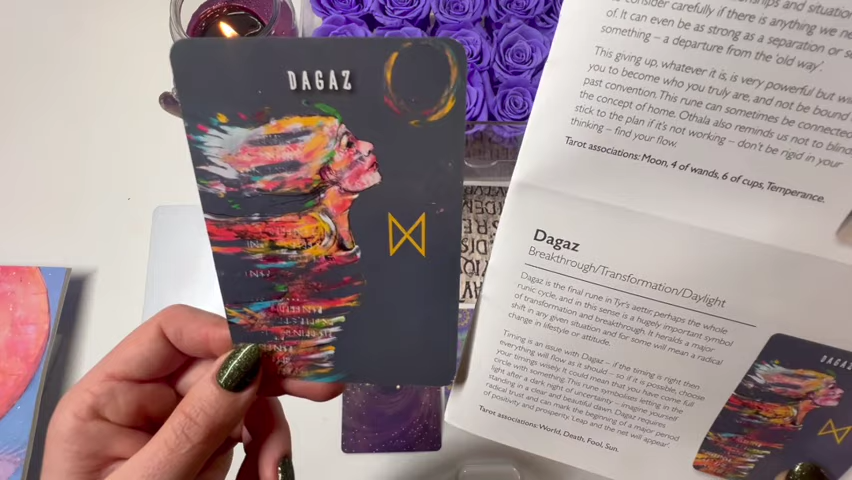 DAGAZ
consider carefully if there is anything we
of. It can even be as strong as a separation or
something – a departure from the 'old way'.
This giving up, whatever it is, is very powerful but
you to become who you truly are, and not be bound
past convention. This rune can sometimes be connected
the concept of home. Othala also reminds us not to
stick to the plan if it's not working – don't be rigid in your
thinking – find your flow.
Tarot associations: Moon, 4 of wands, 6 of cups, Temperance.
Dagaz
Breakthrough/Transformation/Daylight
Dagaz is the final rune in Tyr's aettir, perhaps the whole
runic cycle, and in this sense is a hugely important symbol
of transformation and breakthrough. It heralds a major
shift in any given situation and for some will mean a radical
change in lifestyle or attitude.
Timing is an issue with Dagaz – if the timing is right then
everything will flow as it should – so if it is possible, choose
your timings wisely. It could mean that you have come full
circle with something. This rune symbolises letting in the
light after a dark night of uncertainty – imagine yourself
standing in a clear and beautiful dawn. Dagaz requires
radical trust and can mark the beginning of a major period
of positivity and prosperity. 'Leap and the net will appear'.
Tarot associations: World, Death, Fool, Sun.
DAGAZ